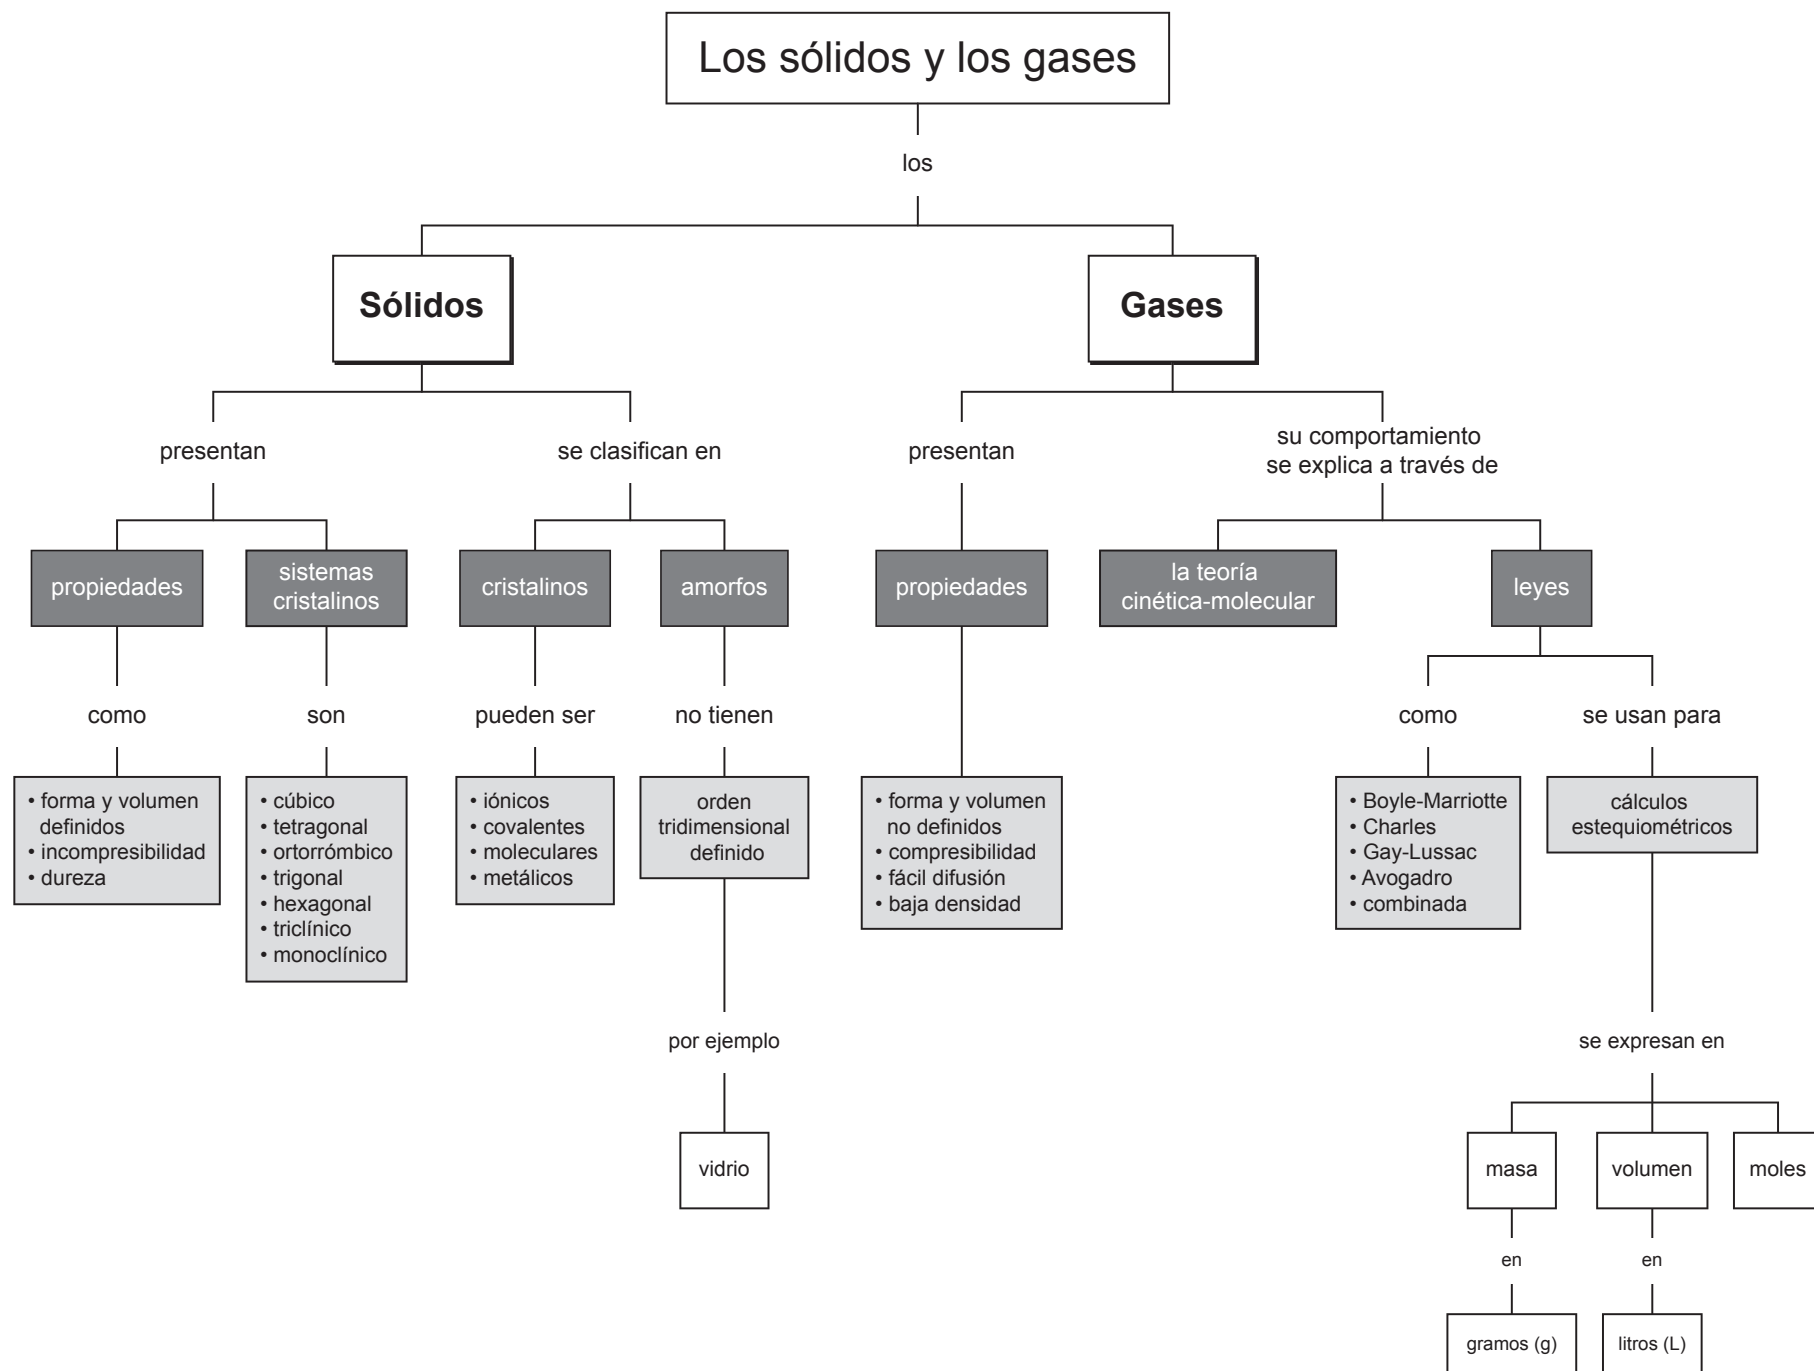 Los sólidos y los gases
los
Sólidos
Gases
presentan
se clasifican en
presentan
su comportamiento
se explica a través de
propiedades
sistemas
cristalinos
cristalinos
amorfos
propiedades
la teoría
cinética-molecular
leyes
como
son
pueden ser
no tienen
como
se usan para
• forma y volumen
definidos
• incompresibilidad
• dureza
• cúbico
• tetragonal
• ortorrómbico
• trigonal
• hexagonal
• triclínico
• monoclínico
• iónicos
• covalentes
• moleculares
• metálicos
orden
tridimensional
definido
• forma y volumen
no definidos
• compresibilidad
• fácil difusión
• baja densidad
• Boyle-Marriotte
• Charles
• Gay-Lussac
• Avogadro
• combinada
cálculos
estequiométricos
por ejemplo
se expresan en
vidrio
masa
volumen
moles
en
en
gramos (g)
litros (L)